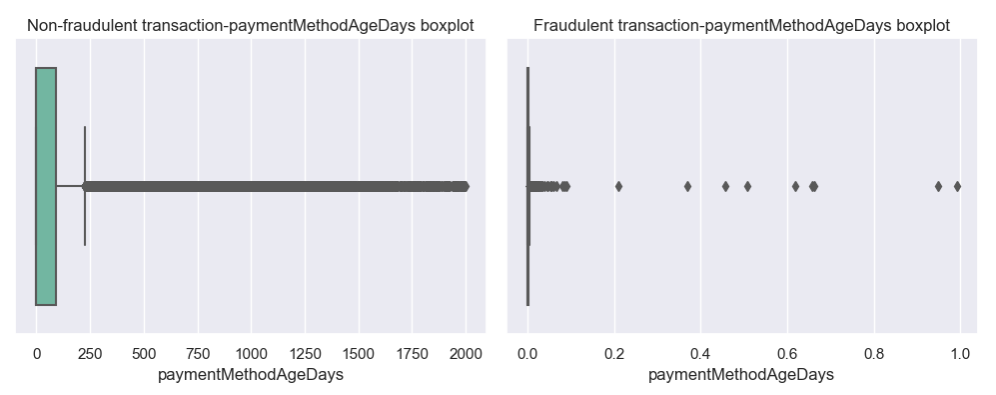 Non-fraudulent transaction-paymentMethodAgeDays boxplot
0 250 500 750 1000 1250 1500 1750 2000
paymentMethodAgeDays
Fraudulent transaction-paymentMethodAgeDays boxplot
0.0 0.2 0.4 0.6 0.8 1.0
paymentMethodAgeDays